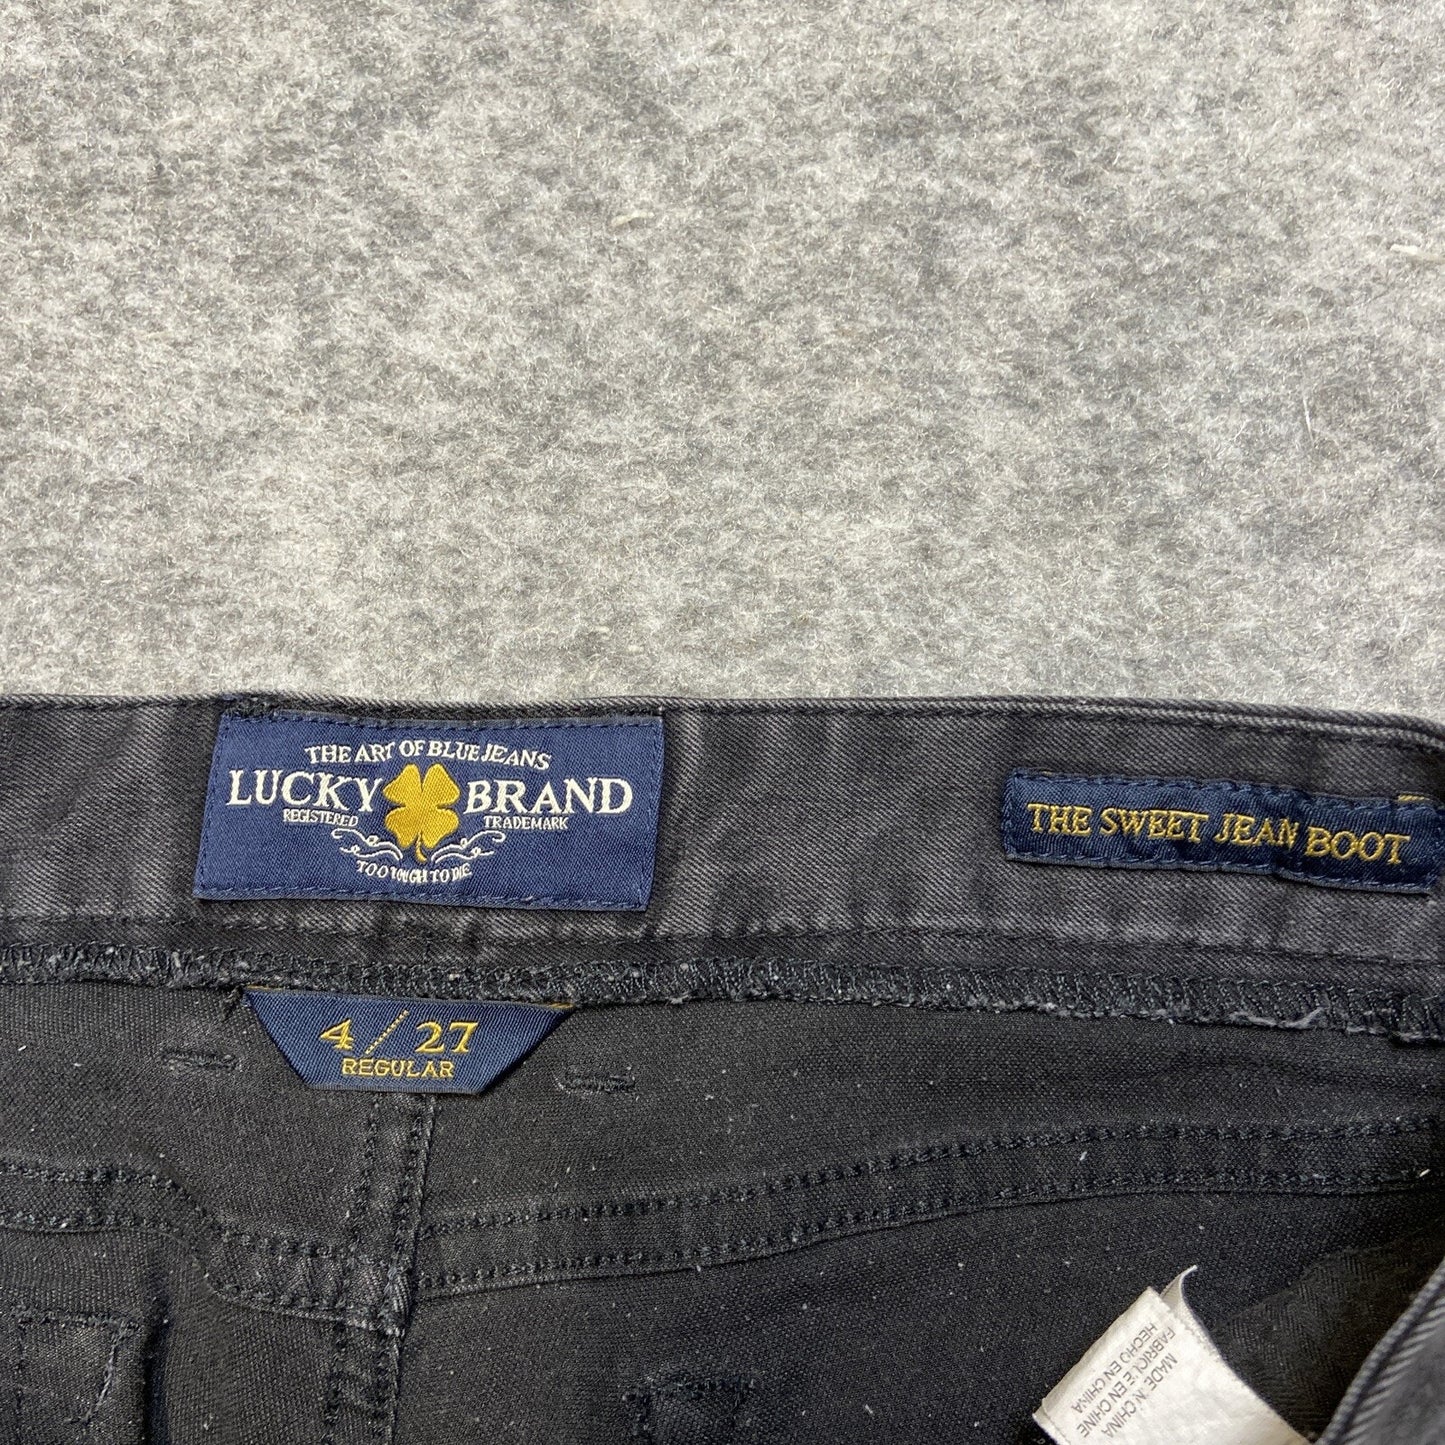 THE ART OF BLUE JEANS
LUCKY BRAND
REGISTERED TRADEMARK
TOO TOUGH TO DIE
THE SWEET JEAN BOOT
4 / 27
REGULAR
MADE IN CHINA
FABRIQUÉ EN CHINE
HECHO EN CHINA